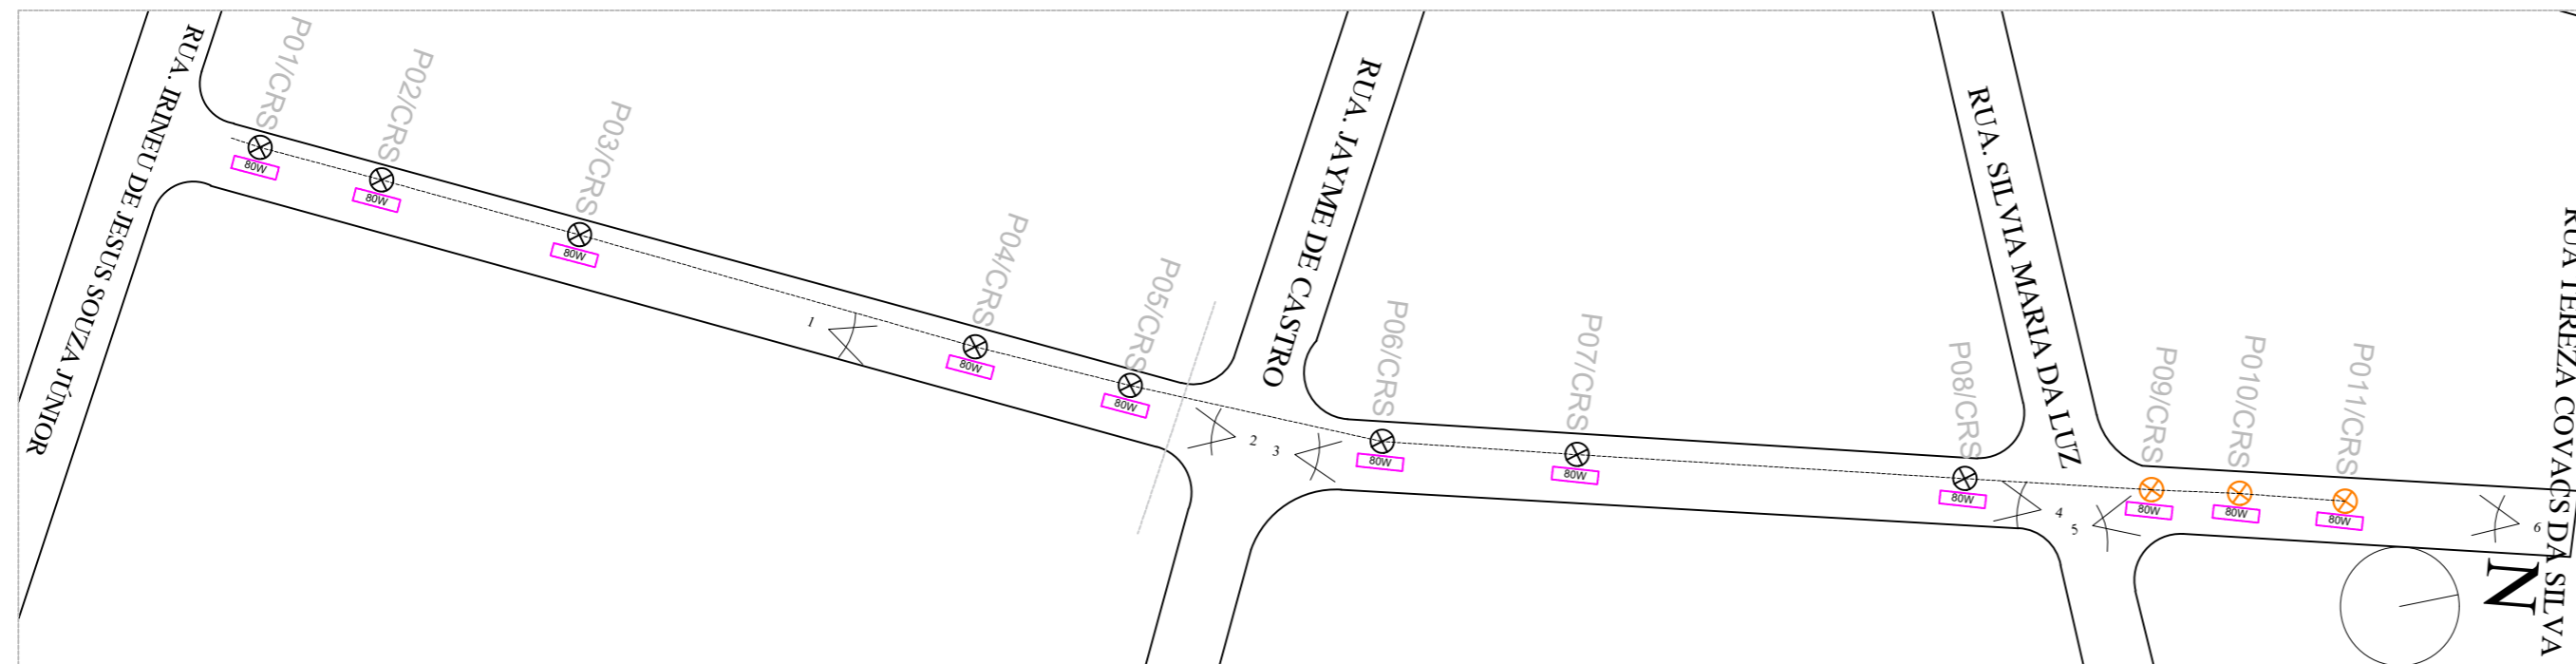 RUA. IRINEU DE JESUS SOUZA JÚNIOR
P01/CRS
80W
P02/CRS
80W
P03/CRS
80W
1
P04/CRS
80W
P05/CRS
80W
RUA. JAYME DE CASTRO
2
3
P06/CRS
80W
P07/CRS
80W
P08/CRS
80W
RUA. SILVIA MARIA DA LUZ
4
5
P09/CRS
80W
P010/CRS
80W
P011/CRS
80W
6
RUA TEREZA COVACS DA SILVA
N